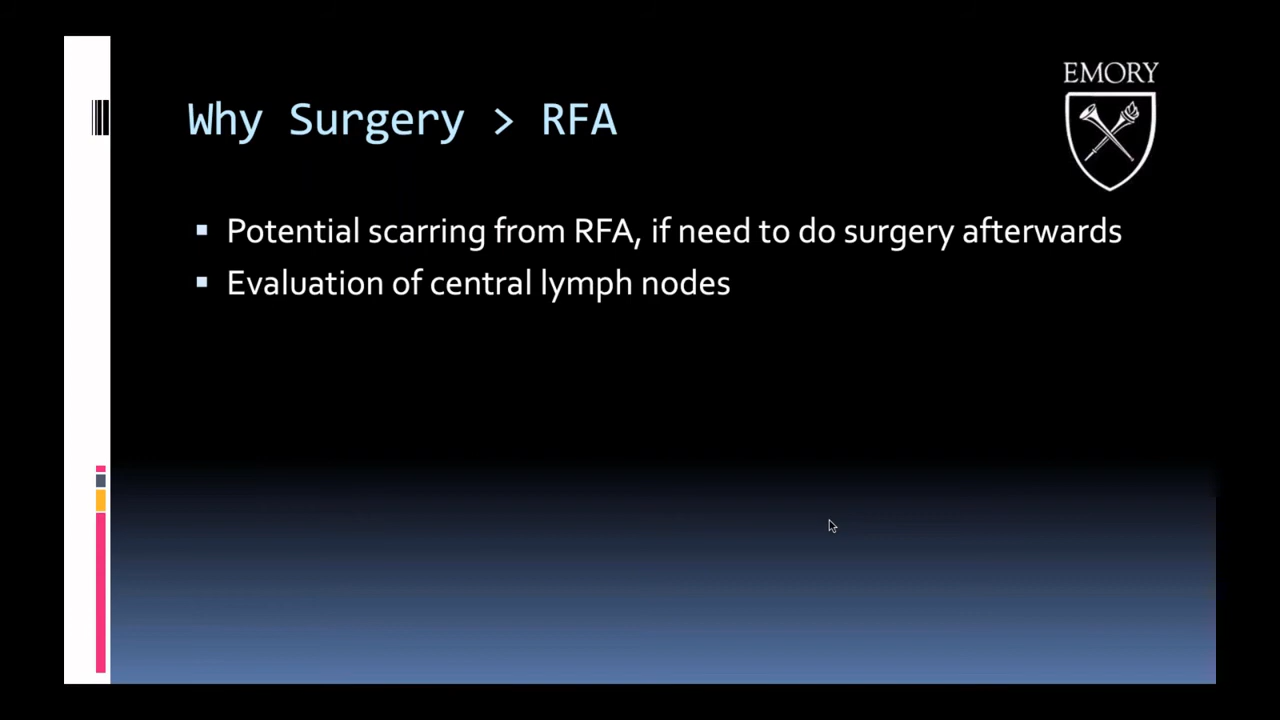 EMORY
Why Surgery > RFA
Potential scarring from RFA, if need to do surgery afterwards
Evaluation of central lymph nodes